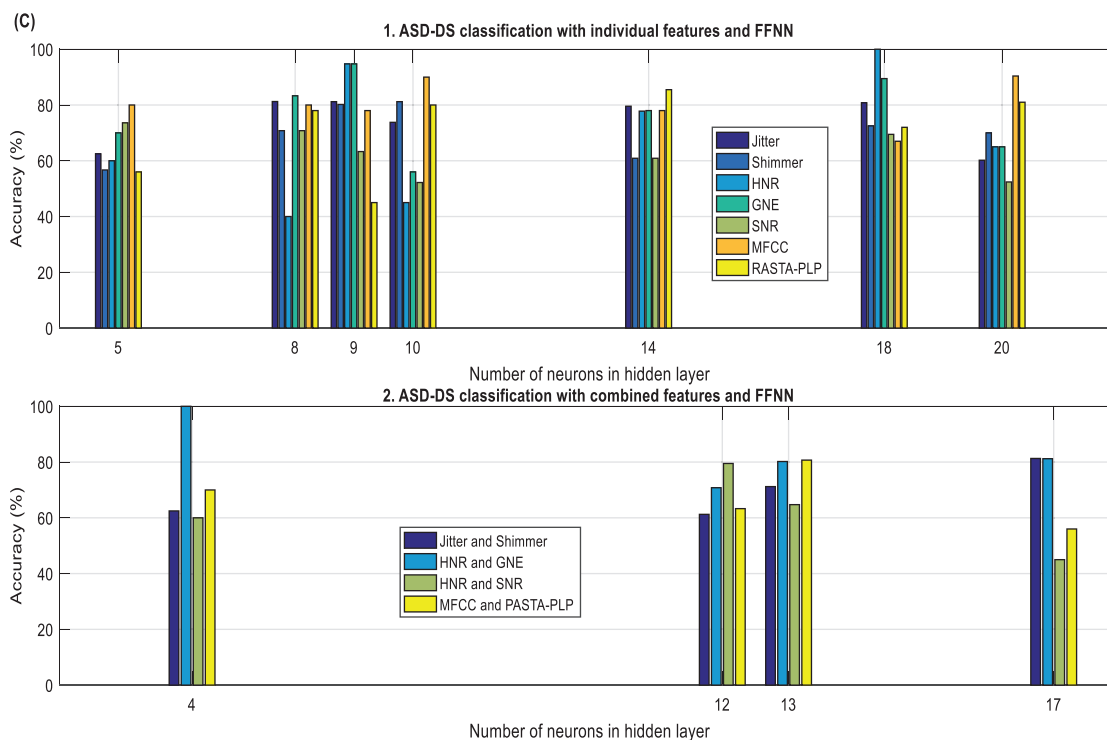 (C)
1. ASD-DS classification with individual features and FFNN
100
80
60
40
20
0
Accuracy (%)
Jitter
Shimmer
HNR
GNE
SNR
MFCC
RASTA-PLP
5 8 9 10 14 18 20
Number of neurons in hidden layer
2. ASD-DS classification with combined features and FFNN
100
80
60
40
20
0
Accuracy (%)
Jitter and Shimmer
HNR and GNE
HNR and SNR
MFCC and PASTA-PLP
4 12 13 17
Number of neurons in hidden layer